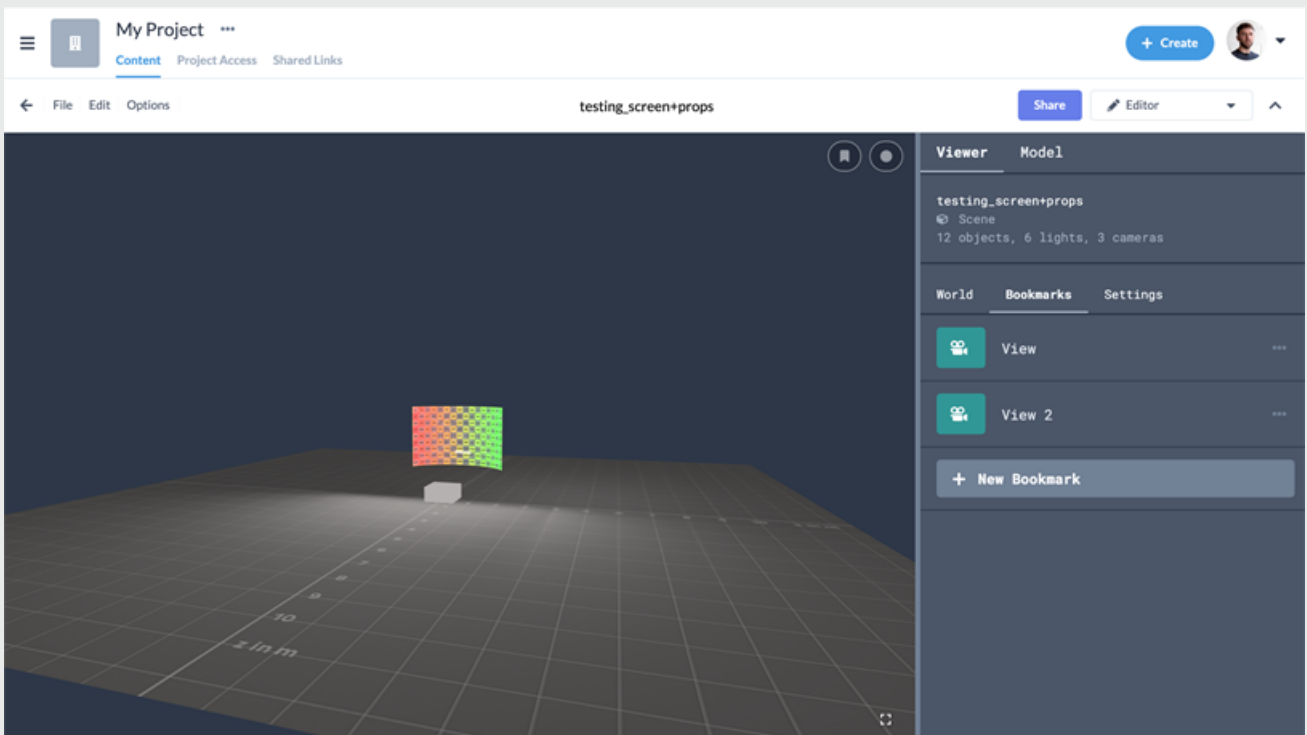 My Project
Content Project Access Shared Links
+ Create
File Edit Options
testing_screen+props
Share
Editor
Viewer Model
testing_screen+props
Scene
12 objects, 6 lights, 3 cameras
World Bookmarks Settings
View
View 2
+ New Bookmark
7
8
9
10
z in m